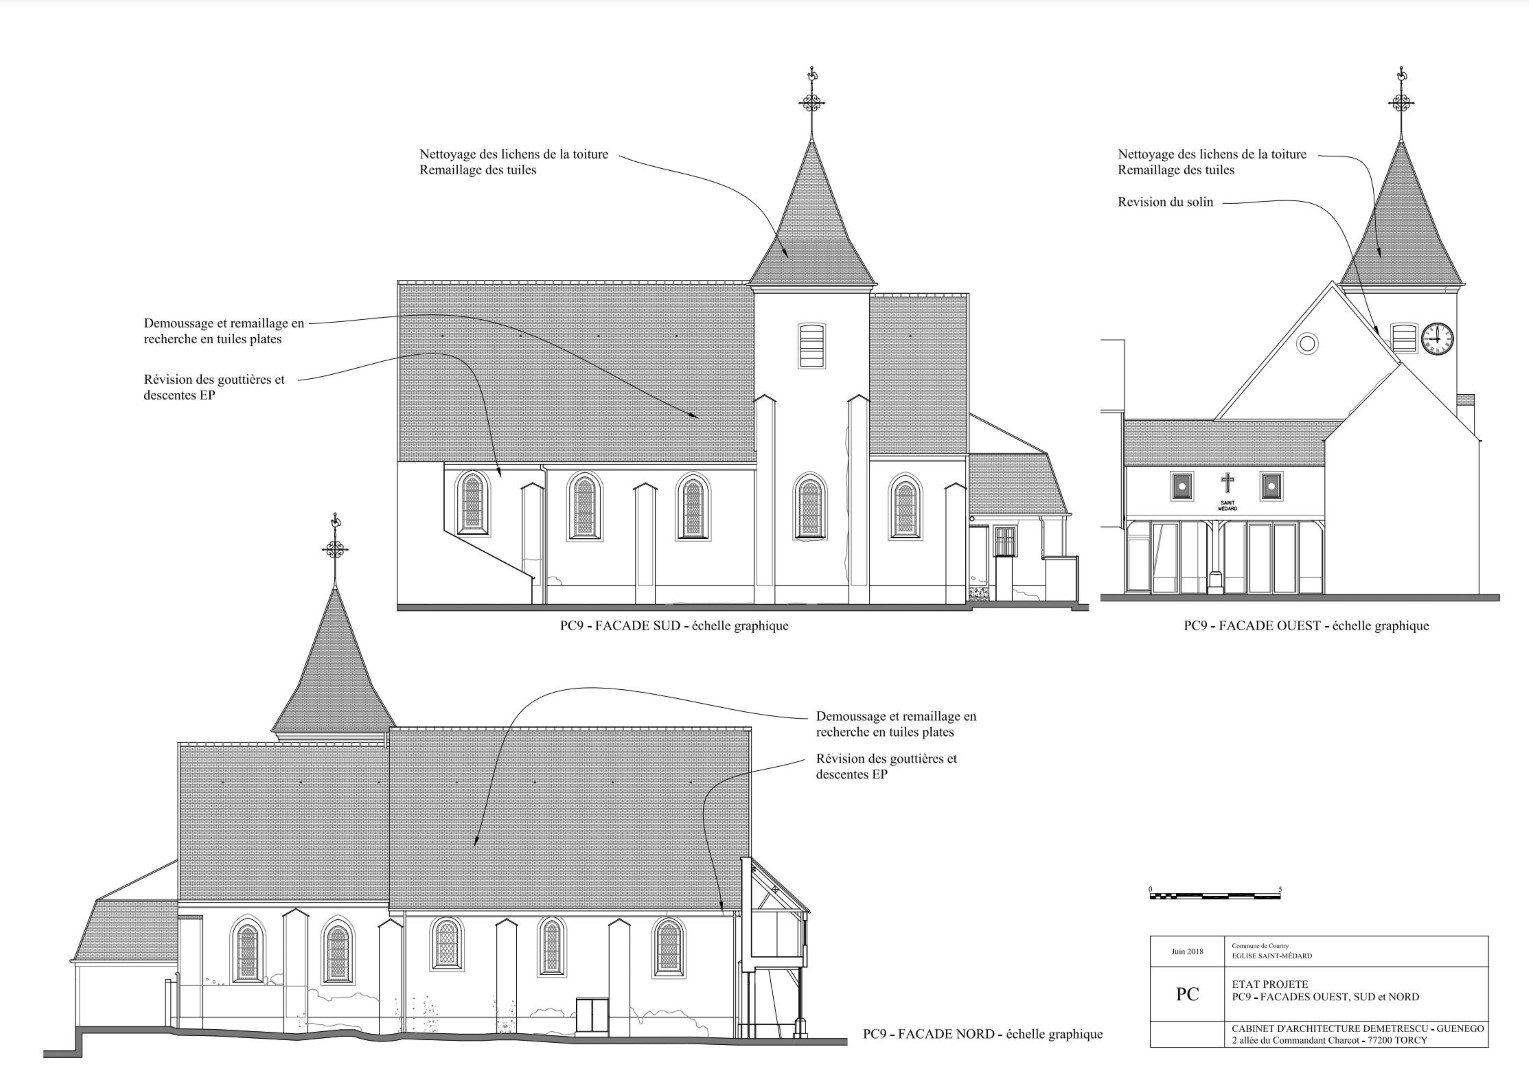 Nettoyage des lichens de la toiture
Remaillage des tuiles
Demoussage et remaillage en
recherche en tuiles plates
Révision des gouttières et
descentes EP
PC9 - FACADE SUD - échelle graphique
Nettoyage des lichens de la toiture
Remaillage des tuiles
Revision du solin
SAINT
MÉDARD
PC9 - FACADE OUEST - échelle graphique
Demoussage et remaillage en
recherche en tuiles plates
Révision des gouttières et
descentes EP
PC9 - FACADE NORD - échelle graphique
0 5
Juin 2018
Commune de Courtry
EGLISE SAINT-MÉDARD
PC
ETAT PROJETE
PC9 - FACADES OUEST, SUD et NORD
CABINET D'ARCHITECTURE DEMETRESCU - GUENEGO
2 allée du Commandant Charcot - 77200 TORCY